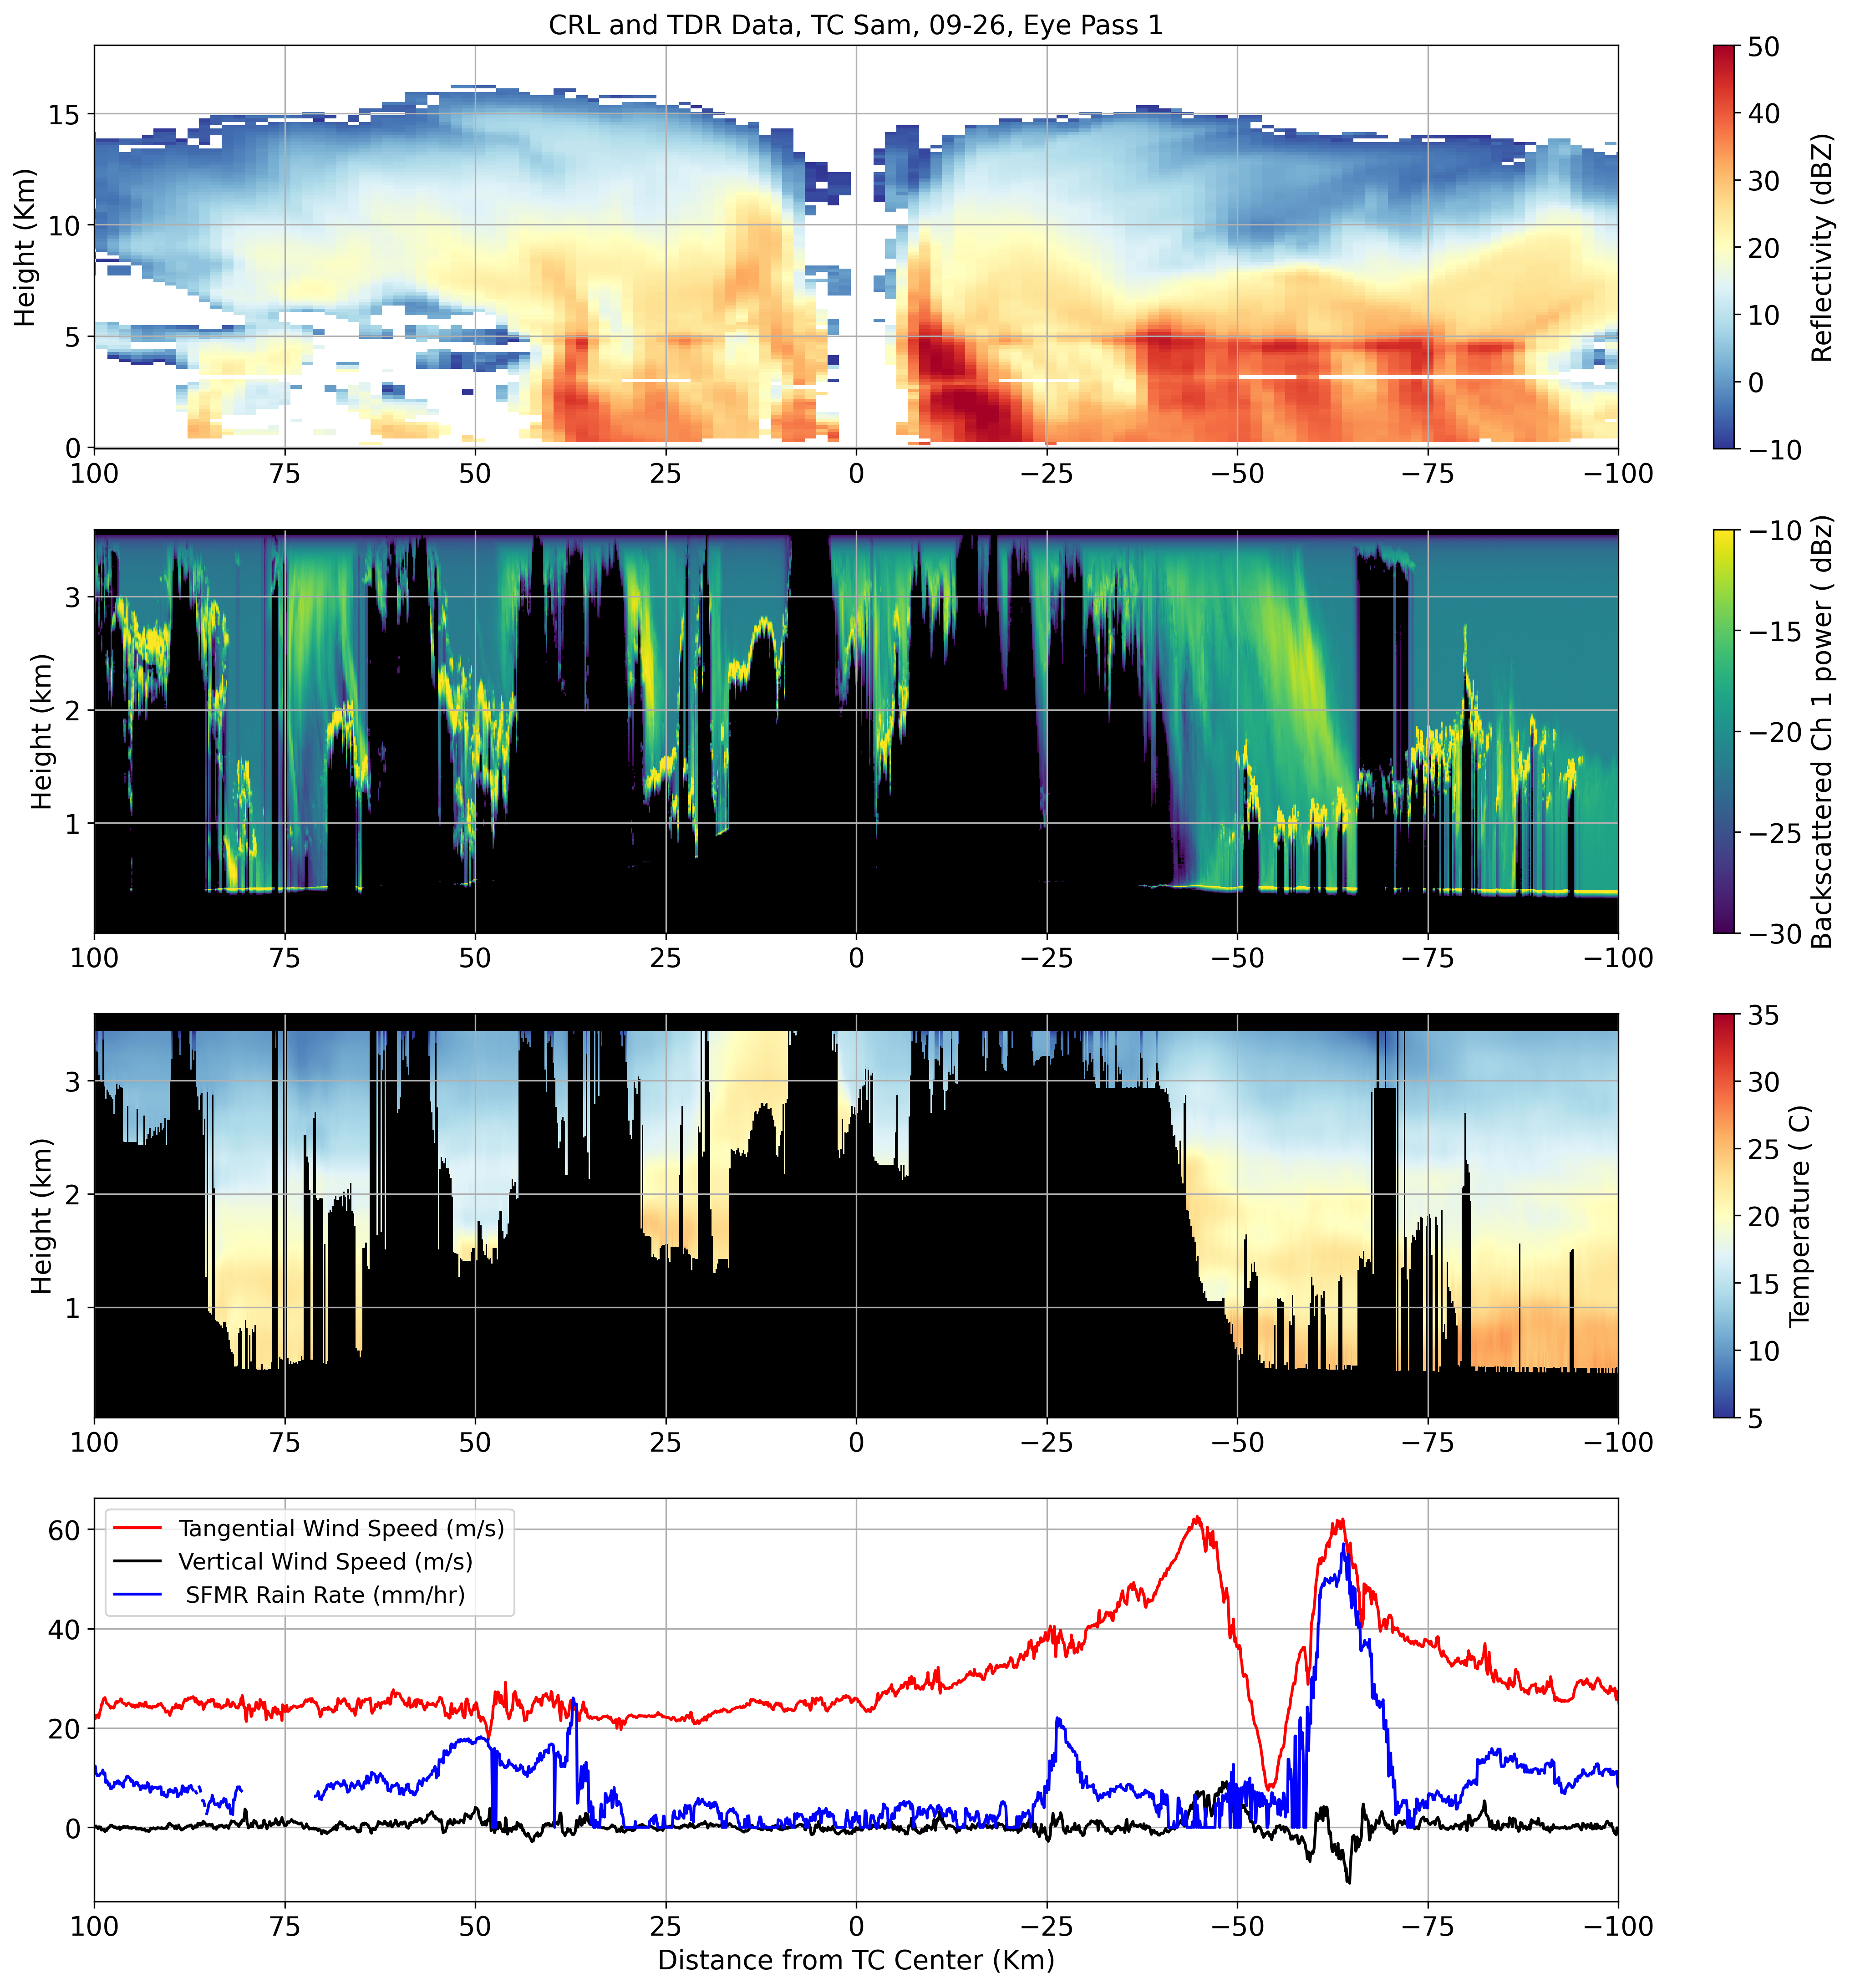 CRL and TDR Data, TC Sam, 09-26, Eye Pass 1
Height (Km)
15
10
5
0
100 75 50 25 0 −25 −50 −75 −100
50
40
30
20
10
0
−10
Reflectivity (dBZ)
Height (km)
3
2
1
100 75 50 25 0 −25 −50 −75 −100
−10
−15
−20
−25
−30
Backscattered Ch 1 power ( dBz)
Height (km)
3
2
1
100 75 50 25 0 −25 −50 −75 −100
35
30
25
20
15
10
5
Temperature ( C)
60
40
20
0
Tangential Wind Speed (m/s)
Vertical Wind Speed (m/s)
SFMR Rain Rate (mm/hr)
100 75 50 25 0 −25 −50 −75 −100
Distance from TC Center (Km)